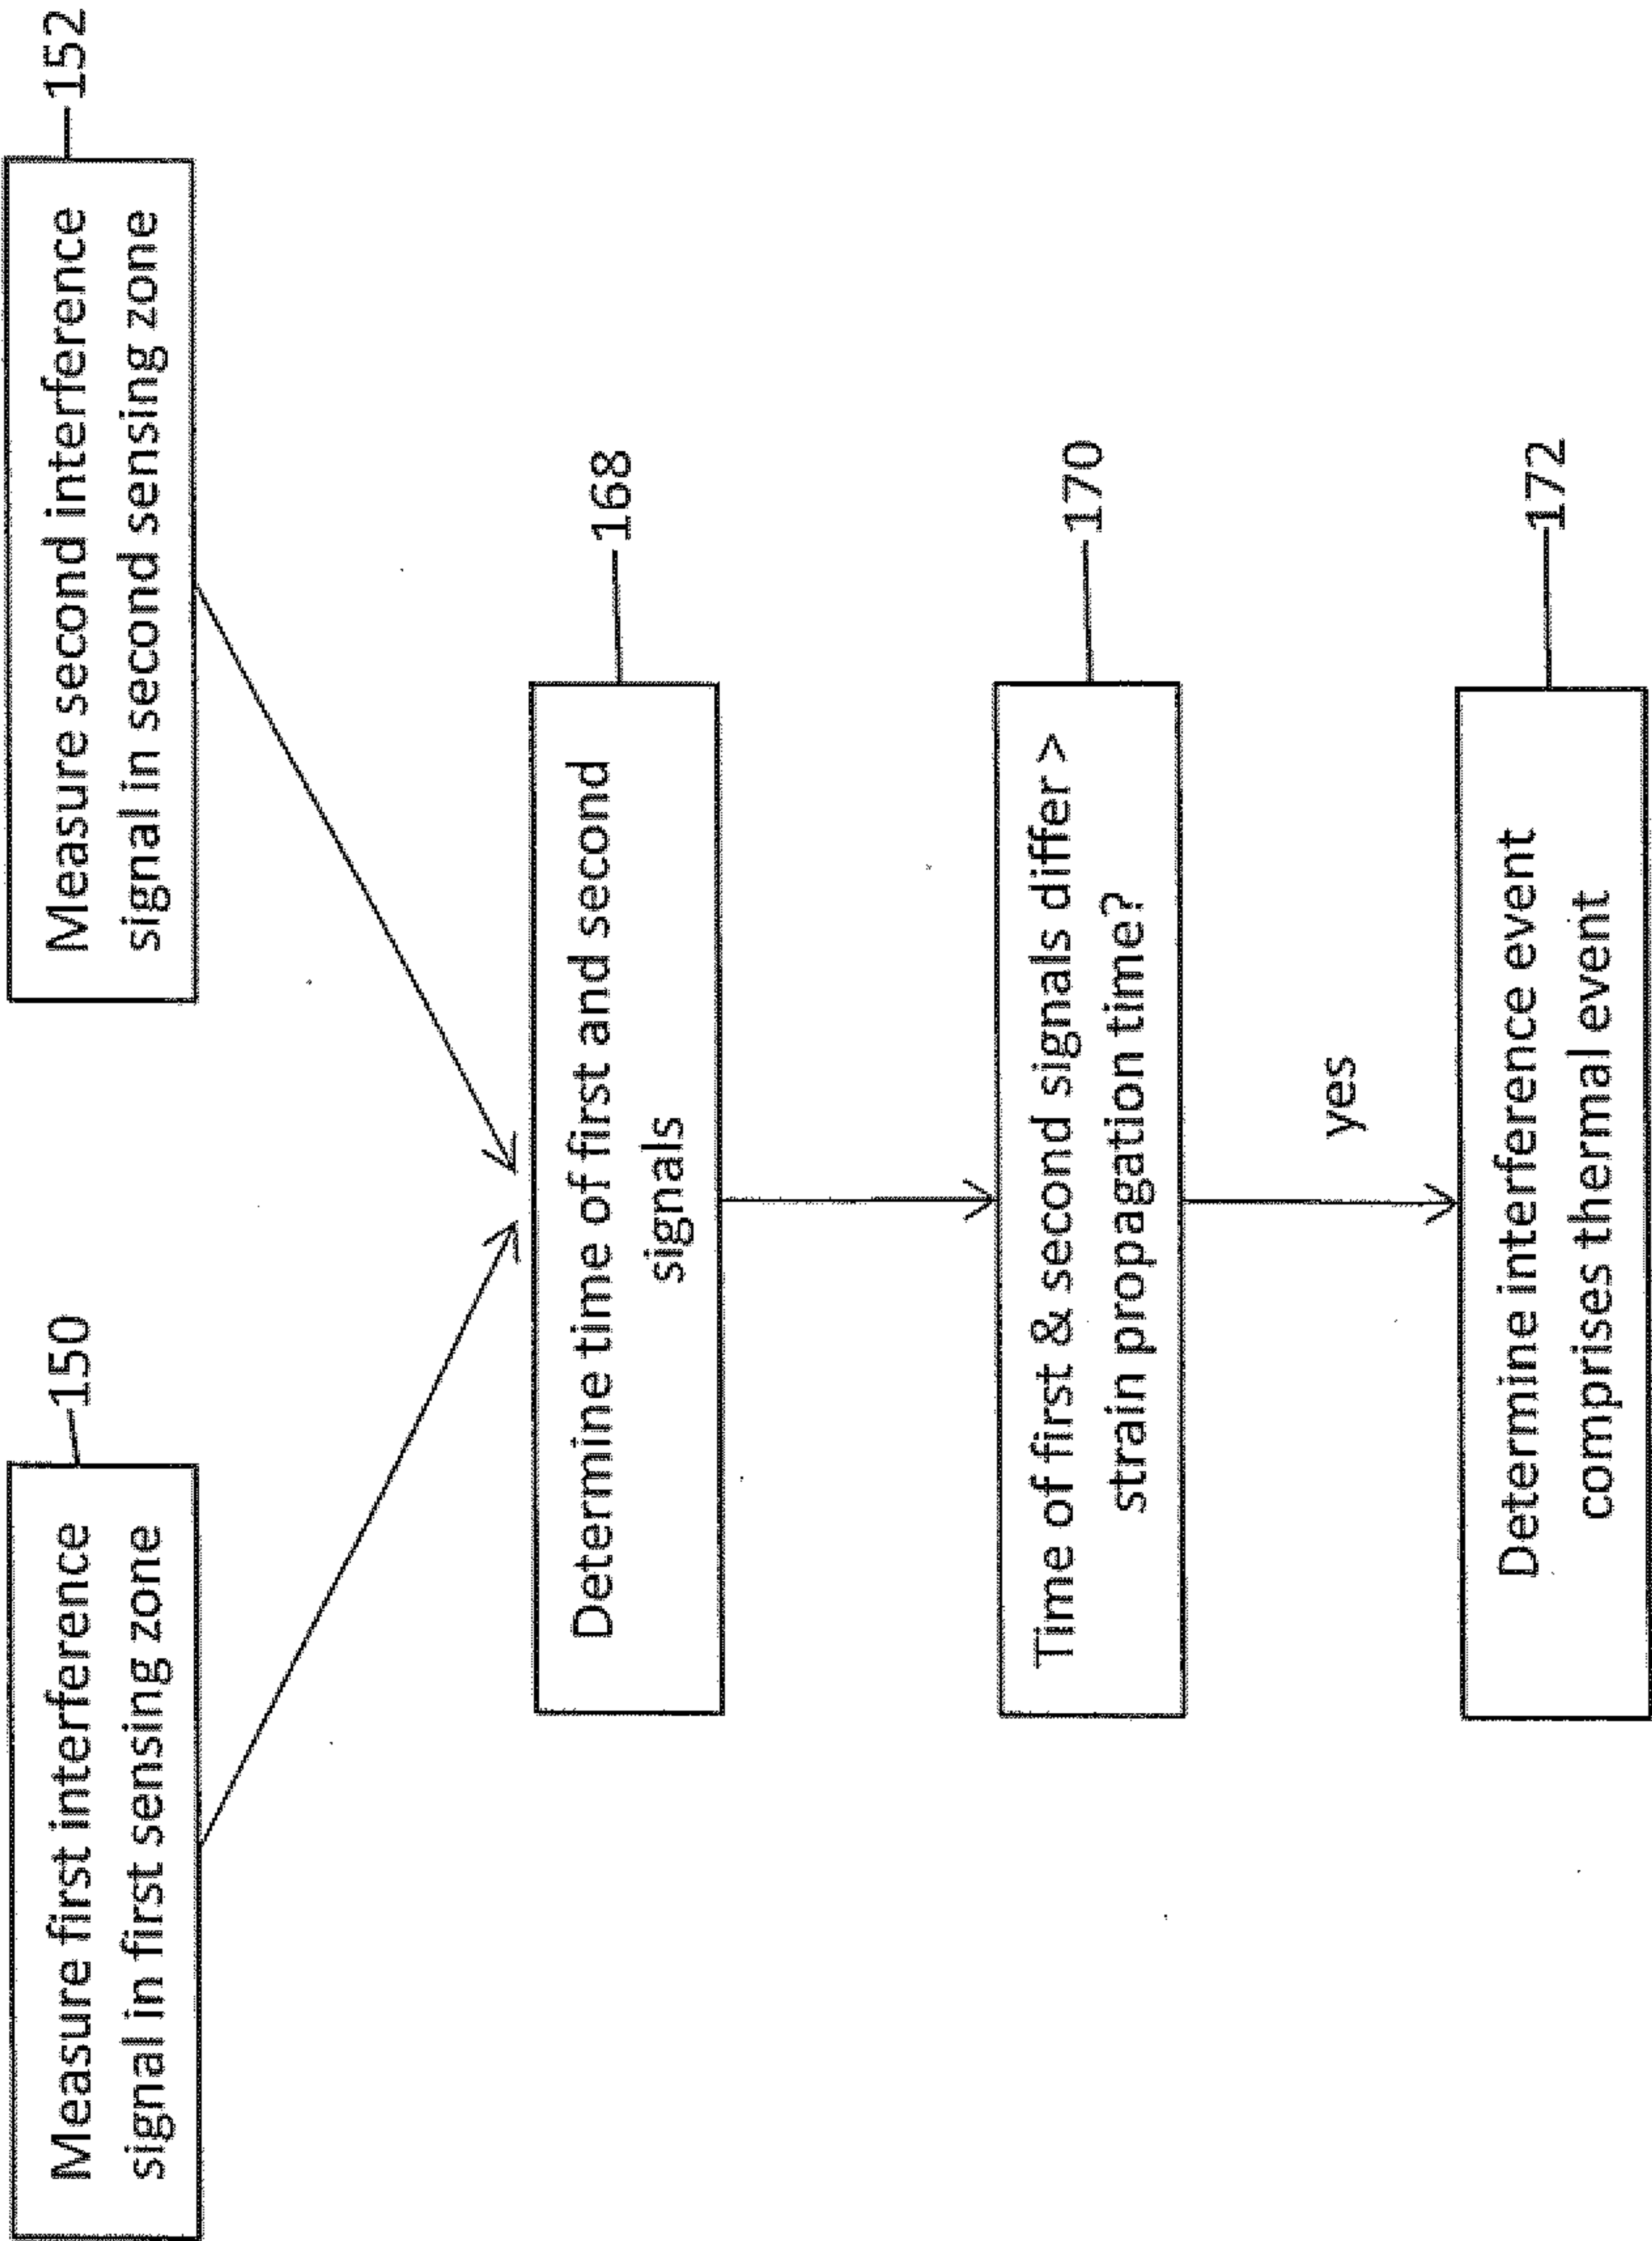 Measure first interference
signal in first sensing zone
150
Measure second interference
signal in second sensing zone
152
Determine time of first and second
signals
168
Time of first & second signals differ >
strain propagation time?
170
yes
Determine interference event
comprises thermal event
172